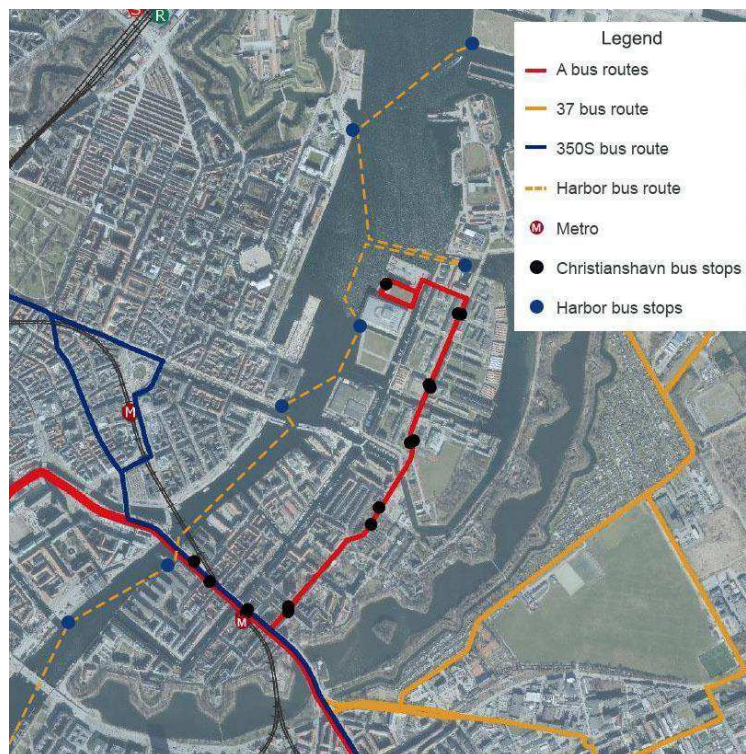 S
R
Legend
A bus routes
37 bus route
350S bus route
Harbor bus route
M
Metro
Christianshavn bus stops
Harbor bus stops
M
M